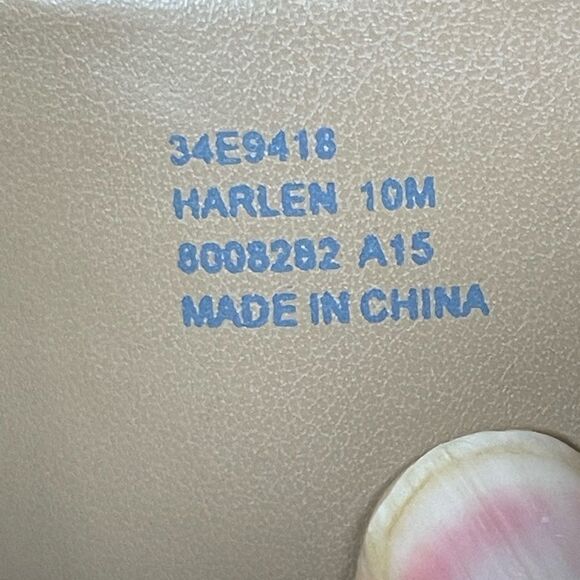 34E9418
HARLEN 10M
8008282 A15
MADE IN CHINA